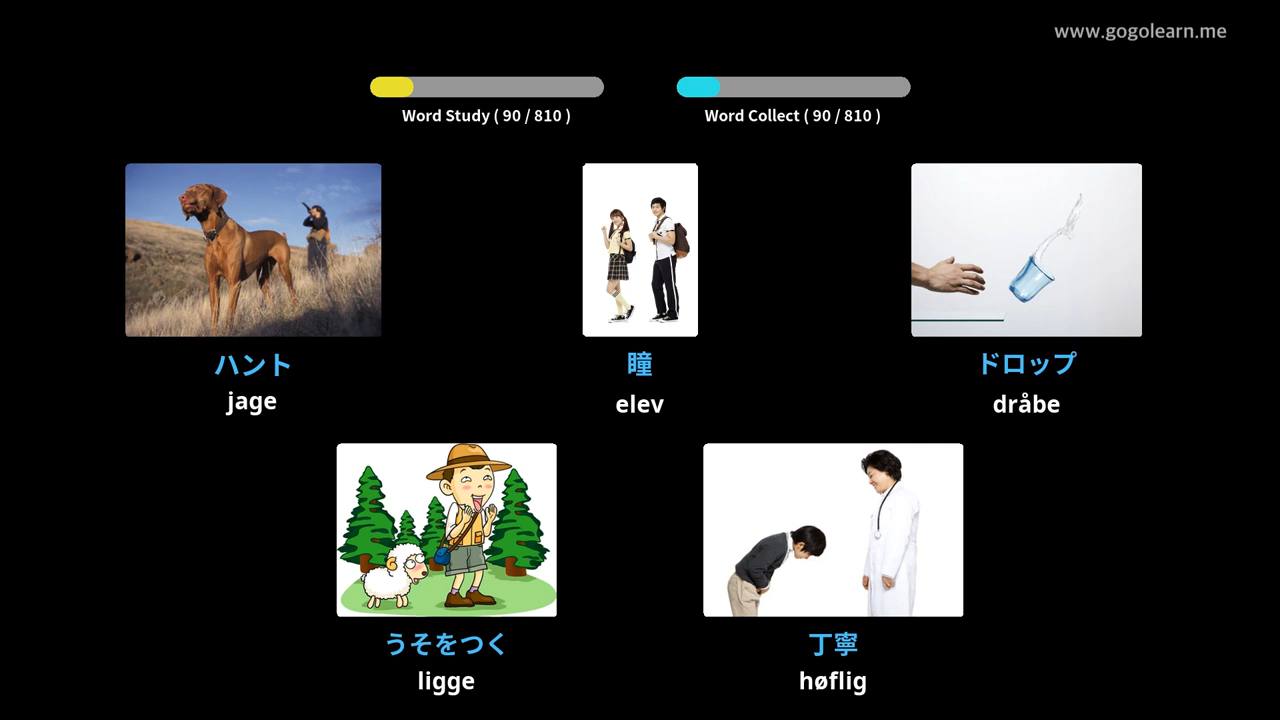 www.gogolearn.me
Word Study ( 90 / 810 )
Word Collect ( 90 / 810 )
ハント
jage
瞳
elev
ドロップ
dråbe
うそをつく
ligge
丁寧
høflig